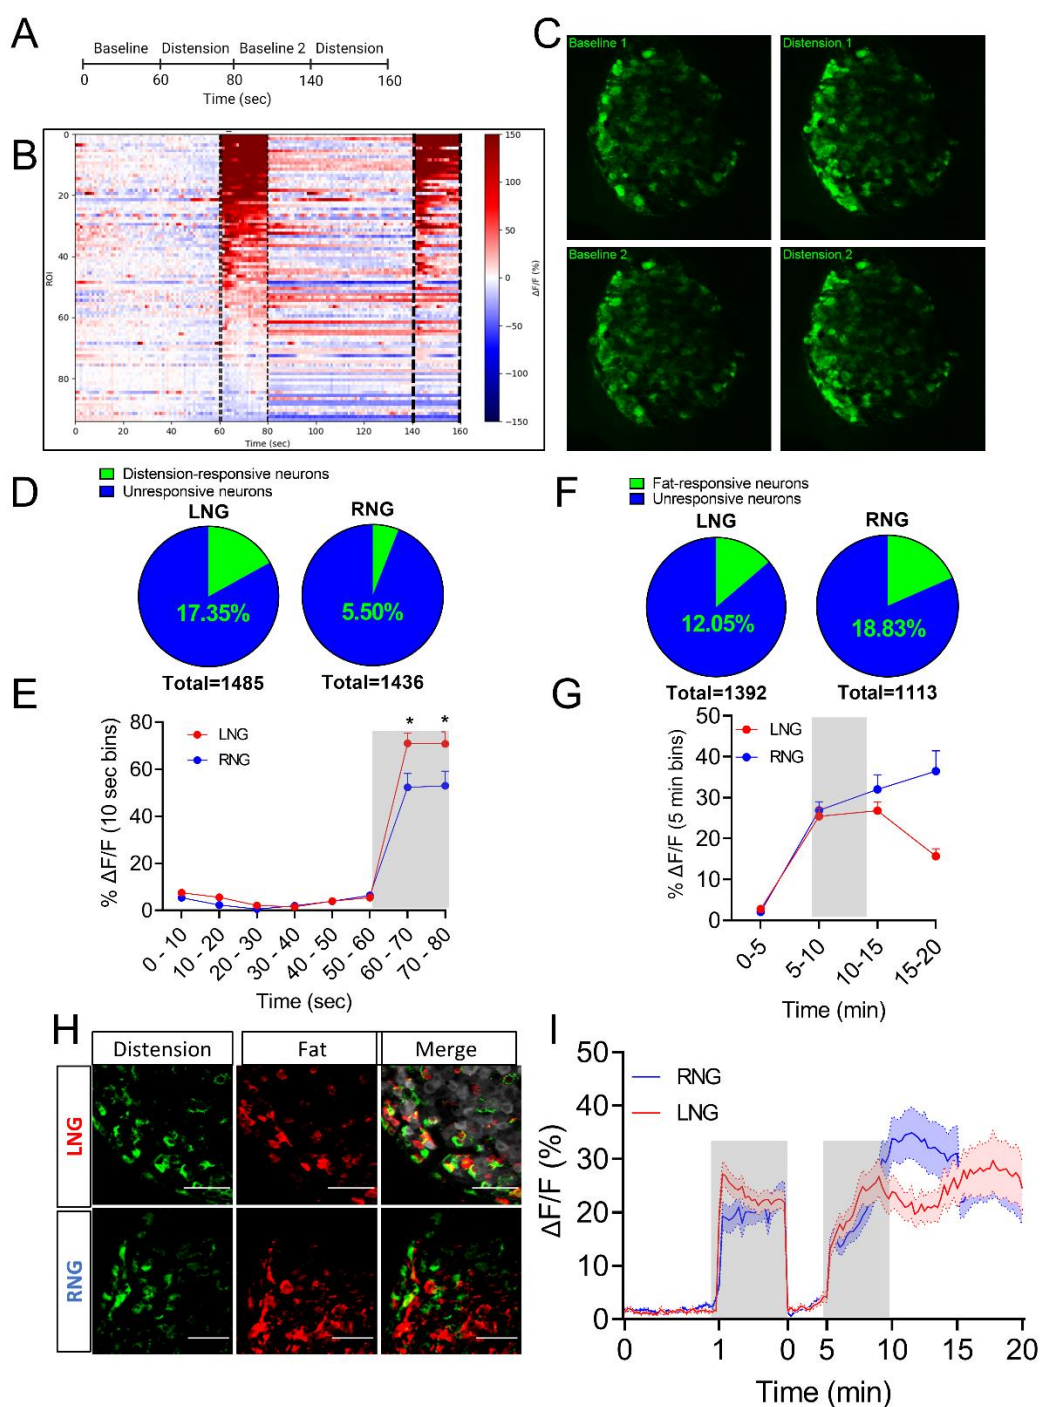 A
Baseline Distension Baseline 2 Distension
0 60 80 140 160
Time (sec)
B
0
20
40
60
80
ROI
0 20 40 60 80 100 120 140 160
Time (sec)
150
100
50
0
−50
−100
−150
ΔF/F (%)
C
Baseline 1
Distension 1
Baseline 2
Distension 2
D
Distension-responsive neurons
Unresponsive neurons
LNG RNG
17.35% 5.50%
Total=1485 Total=1436
E
80
60
40
20
0
% ΔF/F (10 sec bins)
LNG
RNG
* *
0 - 10
10 - 20
20 - 30
30 - 40
40 - 50
50 - 60
60 - 70
70 - 80
Time (sec)
F
Fat-responsive neurons
Unresponsive neurons
LNG RNG
12.05% 18.83%
Total=1392 Total=1113
G
50
40
30
20
10
0
% ΔF/F (5 min bins)
LNG
RNG
0-5
5-10
10-15
15-20
Time (min)
H
Distension Fat Merge
LNG
RNG
I
50
40
30
20
10
0
ΔF/F (%)
RNG
LNG
0 1 0 5 10 15 20
Time (min)